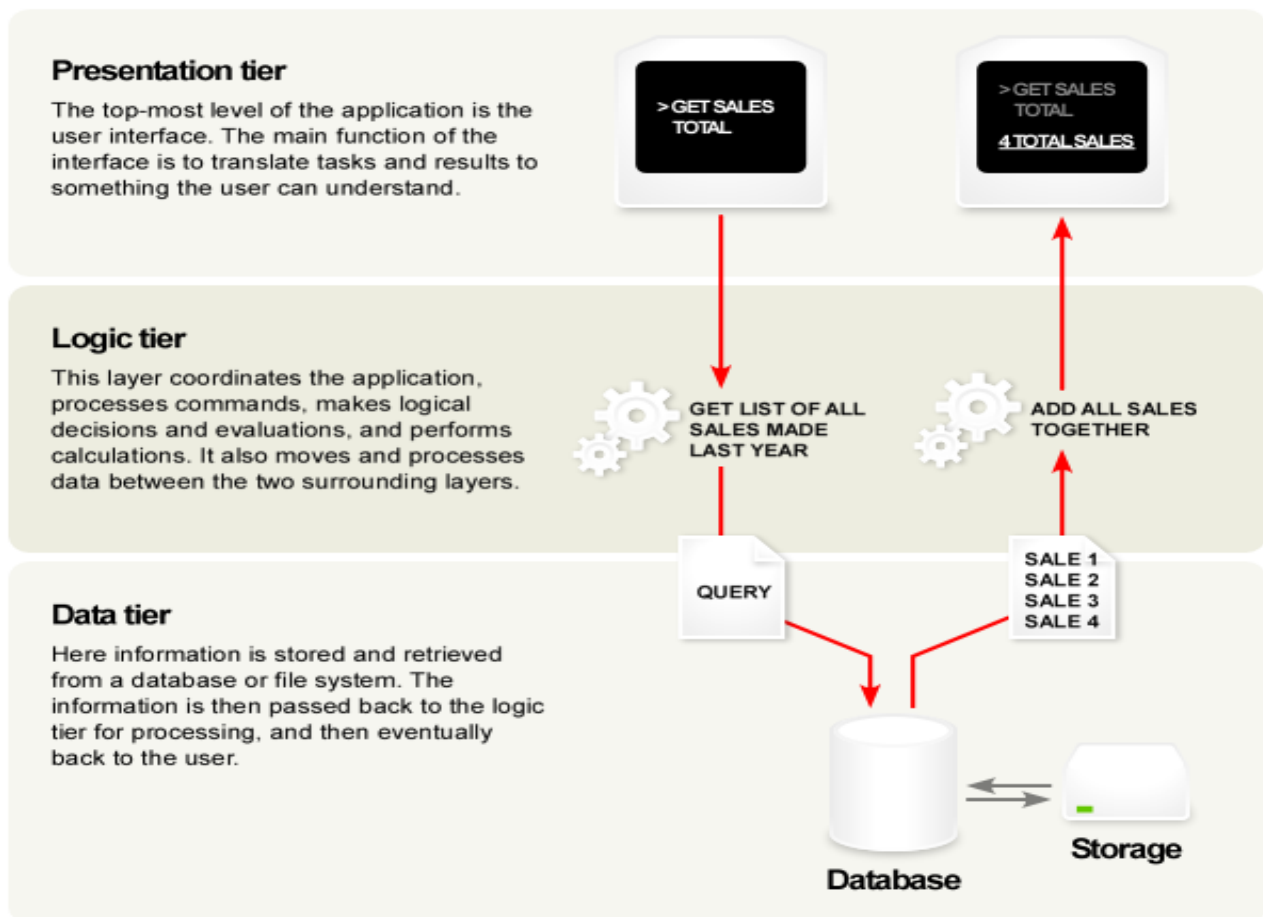 Presentation tier
The top-most level of the application is the
user interface. The main function of the
interface is to translate tasks and results to
something the user can understand.
> GET SALES
TOTAL
> GET SALES
TOTAL
4 TOTAL SALES
Logic tier
This layer coordinates the application,
processes commands, makes logical
decisions and evaluations, and performs
calculations. It also moves and processes
data between the two surrounding layers.
GET LIST OF ALL
SALES MADE
LAST YEAR
ADD ALL SALES
TOGETHER
Data tier
Here information is stored and retrieved
from a database or file system. The
information is then passed back to the logic
tier for processing, and then eventually
back to the user.
QUERY
SALE 1
SALE 2
SALE 3
SALE 4
Database
Storage